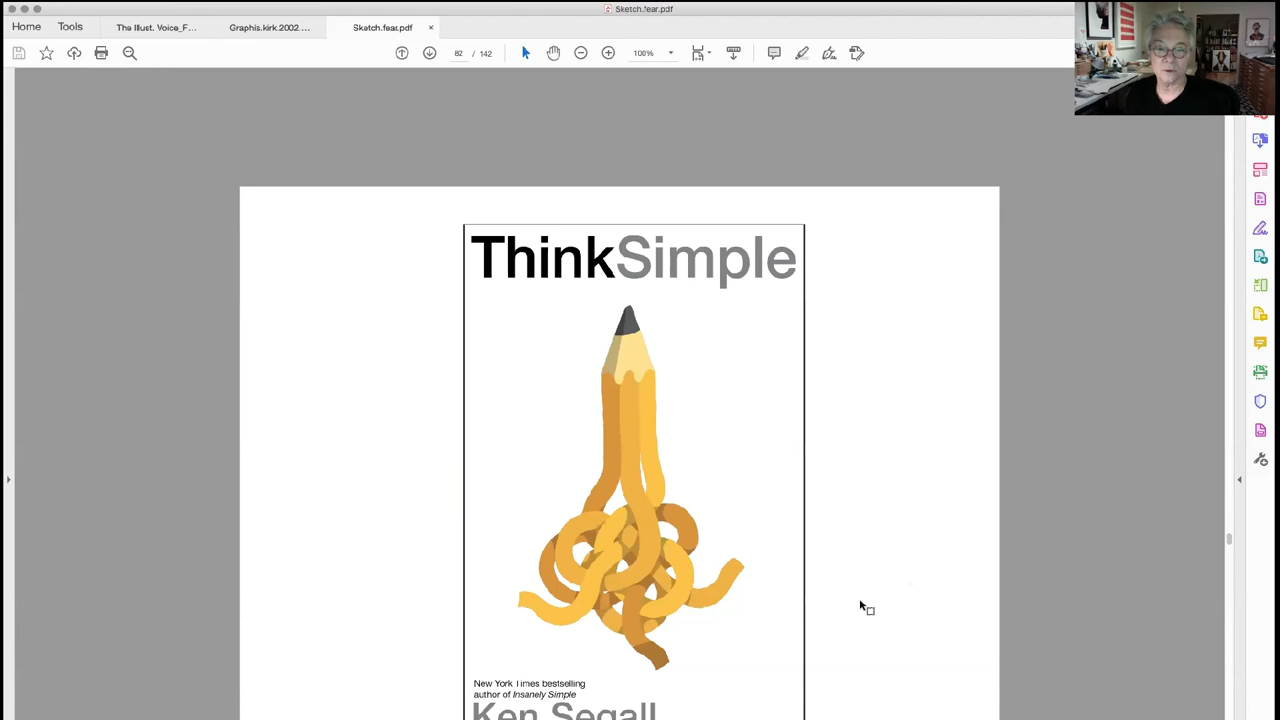 Sketch.fear.pdf
Home Tools The Illust. Voice_F... Graphis.kirk.2002.... Sketch.fear.pdf ×
82 / 142 100%
ThinkSimple
New York Times bestselling
author of Insanely Simple
Ken Segall